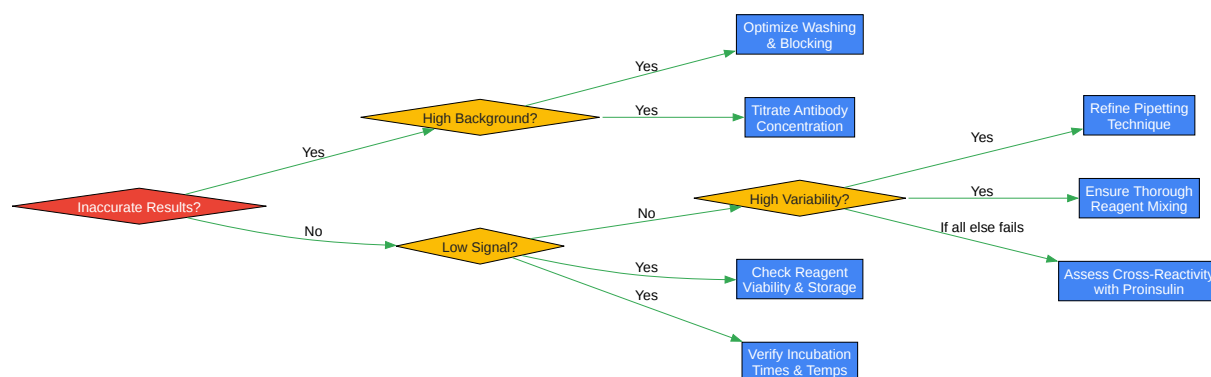 Optimize Washing
& Blocking
Yes
High Background?
Yes
Titrate Antibody
Concentration
Refine Pipetting
Technique
Yes
Yes
Inaccurate Results?
High Variability?
Yes
Ensure Thorough
Reagent Mixing
No
No
Low Signal?
If all else fails
Yes
Check Reagent
Viability & Storage
Assess Cross-Reactivity
with Proinsulin
Yes
Verify Incubation
Times & Temps